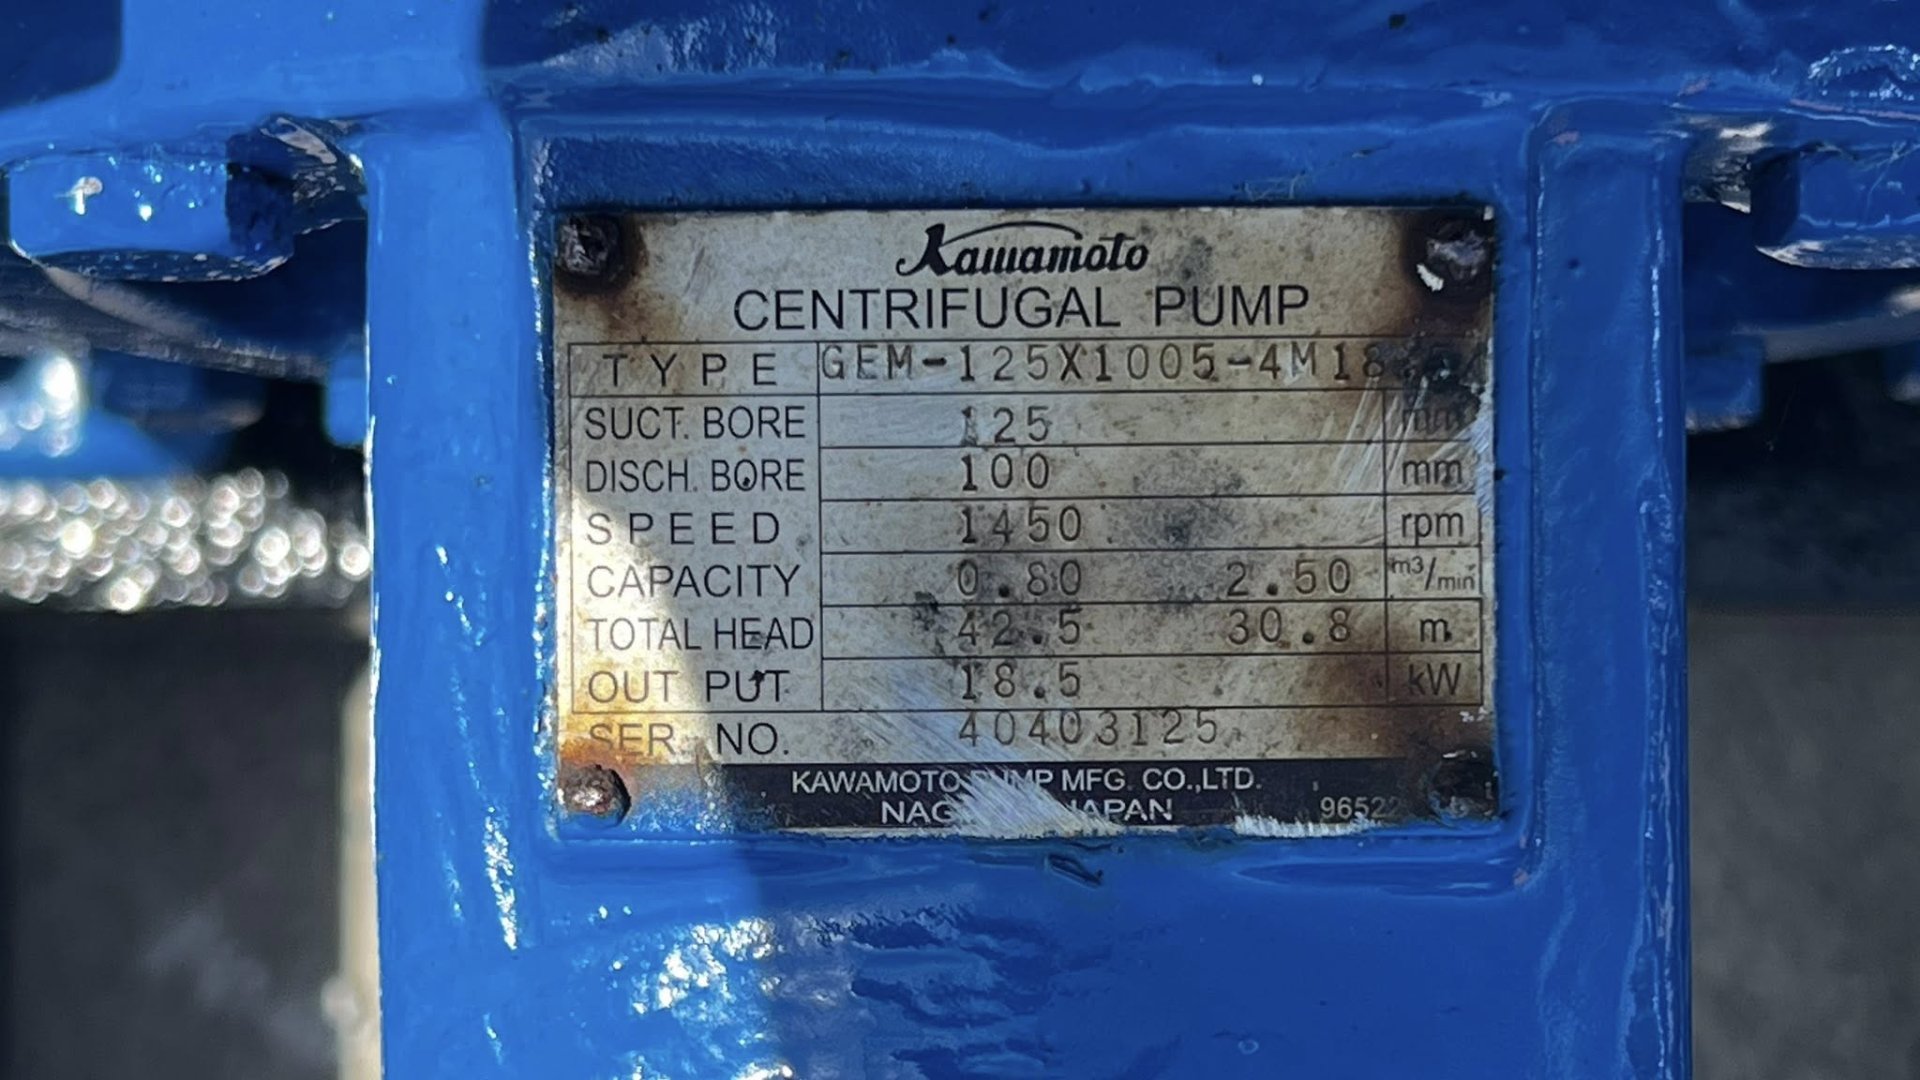 Kawamoto
CENTRIFUGAL PUMP
TYPE GEM-125X1005-4M18
SUCT. BORE 125 mm
DISCH. BORE 100 mm
SPEED 1450 rpm
CAPACITY 0.80 2.50 m3/min
TOTAL HEAD 42.5 30.8 m
OUT PUT 18.5 kW
SER. NO. 40403125
KAWAMOTO PUMP MFG. CO.,LTD.
JAPAN 9652